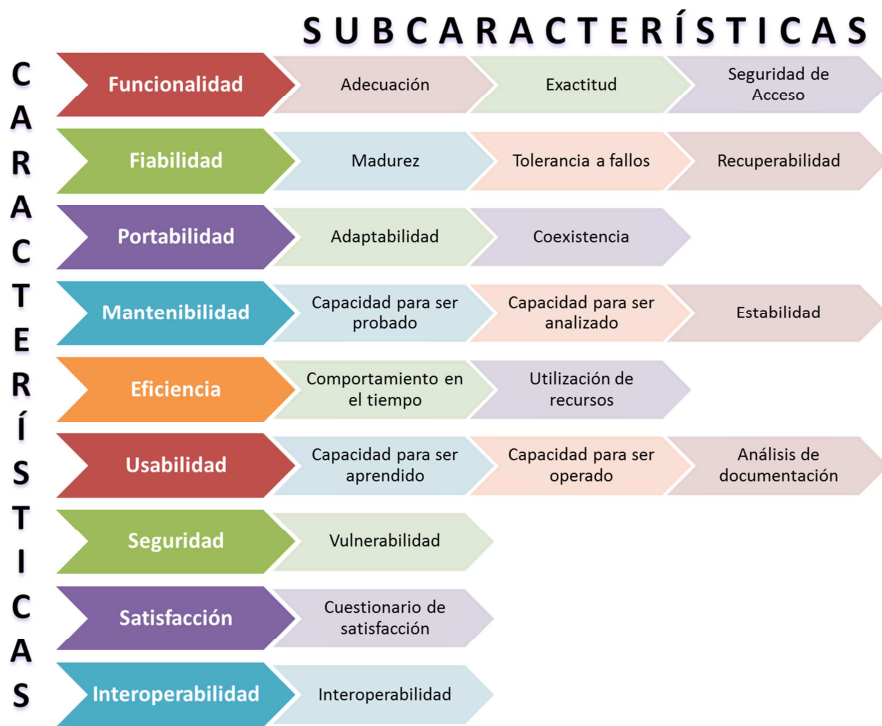 SUBCARACTERÍSTICAS
CARACTERÍSTICAS
Funcionalidad
Adecuación
Exactitud
Seguridad de
Acceso
Fiabilidad
Madurez
Tolerancia a fallos
Recuperabilidad
Portabilidad
Adaptabilidad
Coexistencia
Mantenibilidad
Capacidad para ser
probado
Capacidad para ser
analizado
Estabilidad
Eficiencia
Comportamiento en
el tiempo
Utilización de
recursos
Usabilidad
Capacidad para ser
aprendido
Capacidad para ser
operado
Análisis de
documentación
Seguridad
Vulnerabilidad
Satisfacción
Cuestionario de
satisfacción
Interoperabilidad
Interoperabilidad